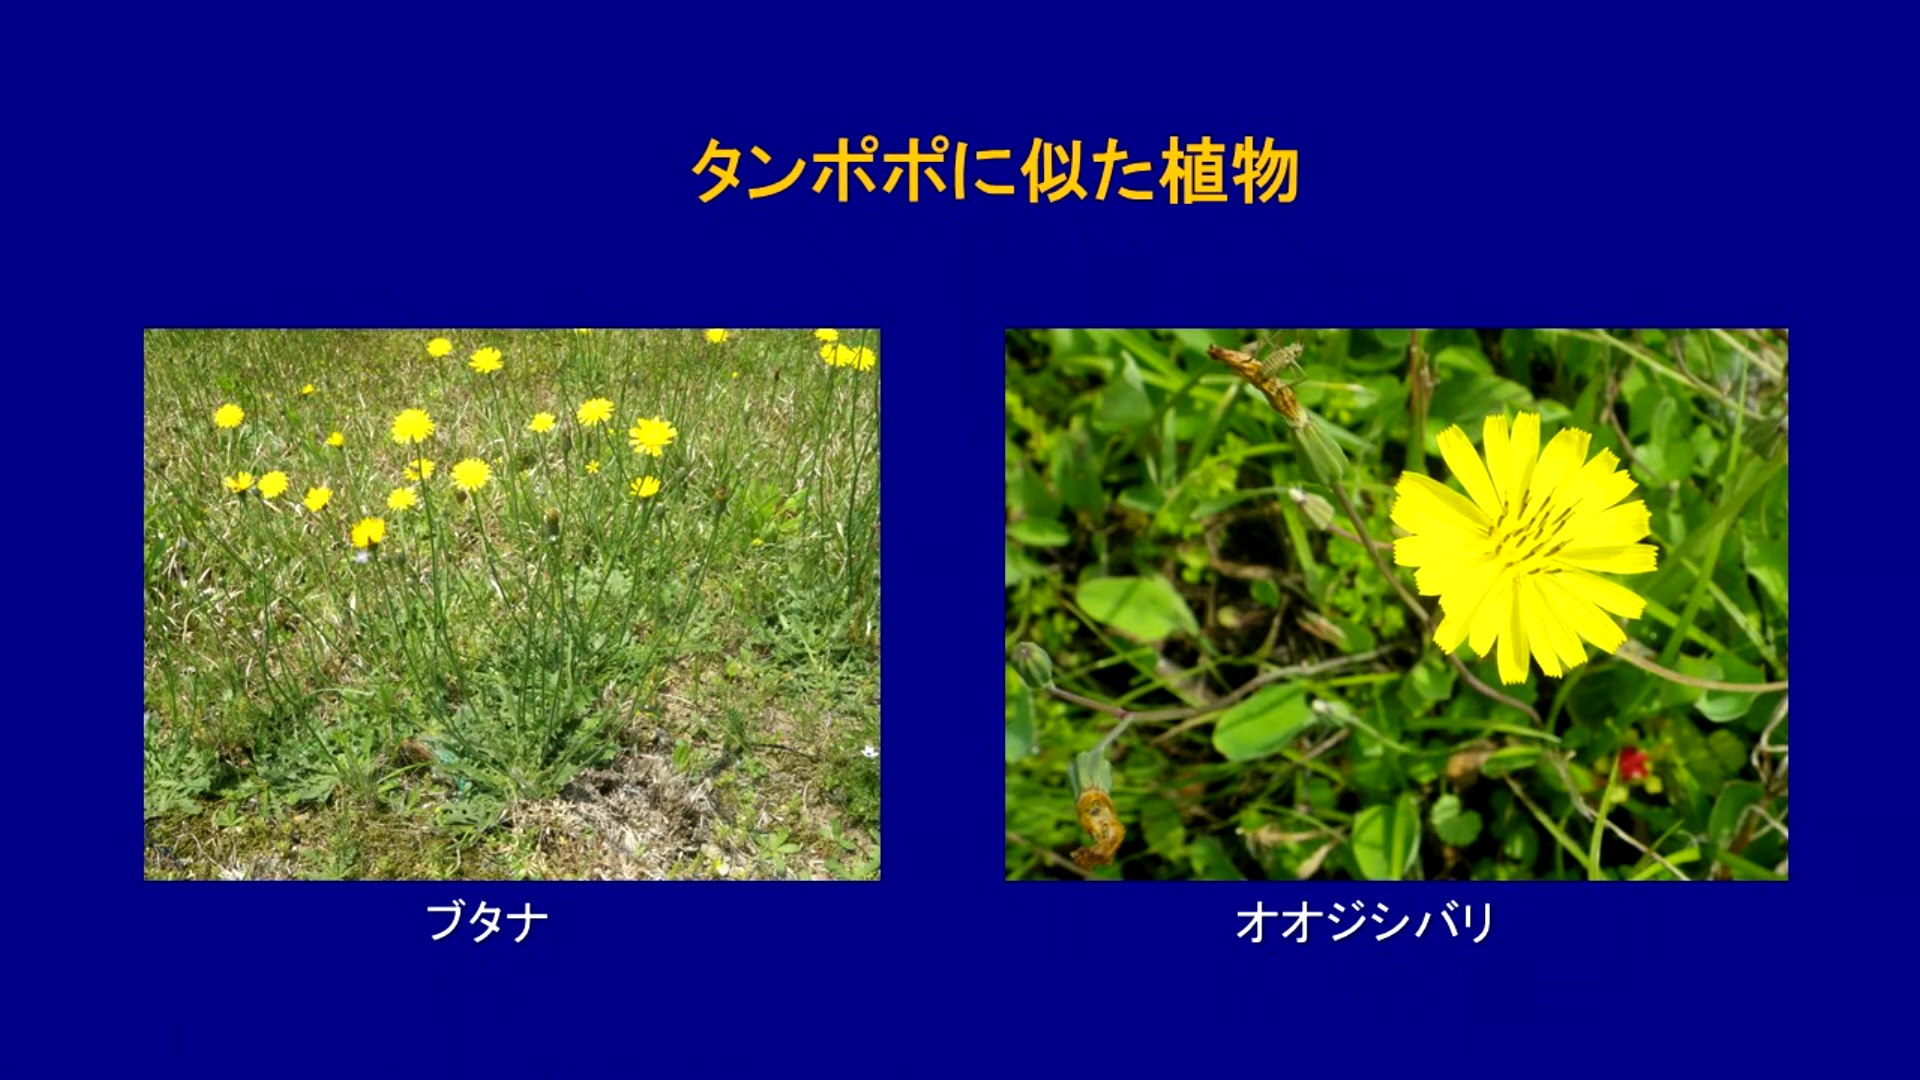 タンポポに似た植物
ブタナ
オオジシバリ